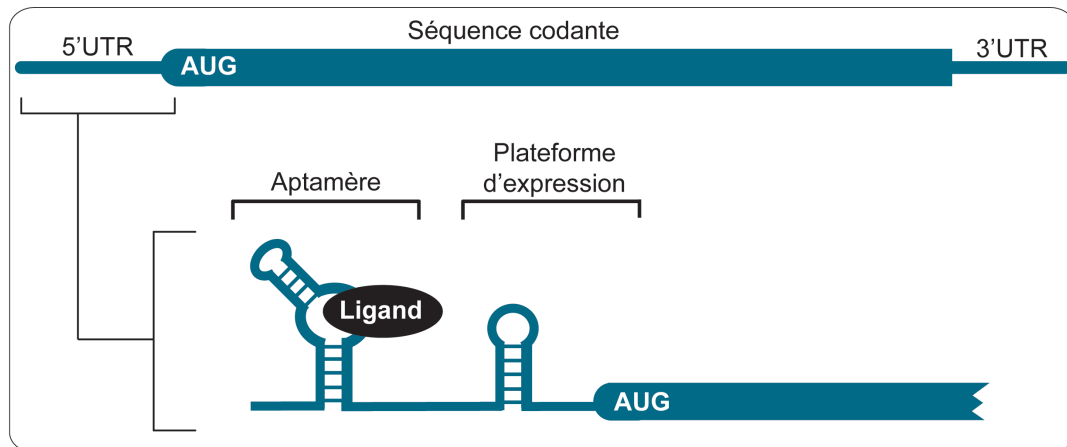 Séquence codante
5’UTR
3’UTR
AUG
Plateforme
d’expression
Aptamère
Ligand
AUG